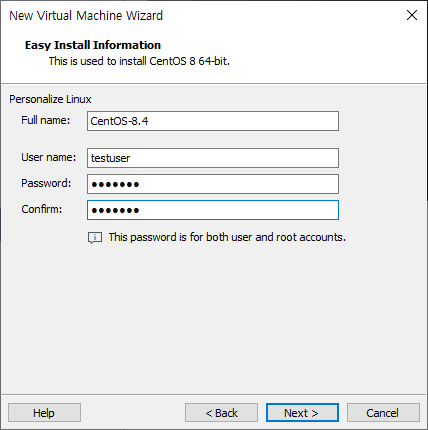 New Virtual Machine Wizard
Easy Install Information
This is used to install CentOS 8 64-bit.
Personalize Linux
Full name: CentOS-8.4
User name: testuser
Password: ●●●●●●●
Confirm: ●●●●●●●
This password is for both user and root accounts.
Help < Back Next > Cancel